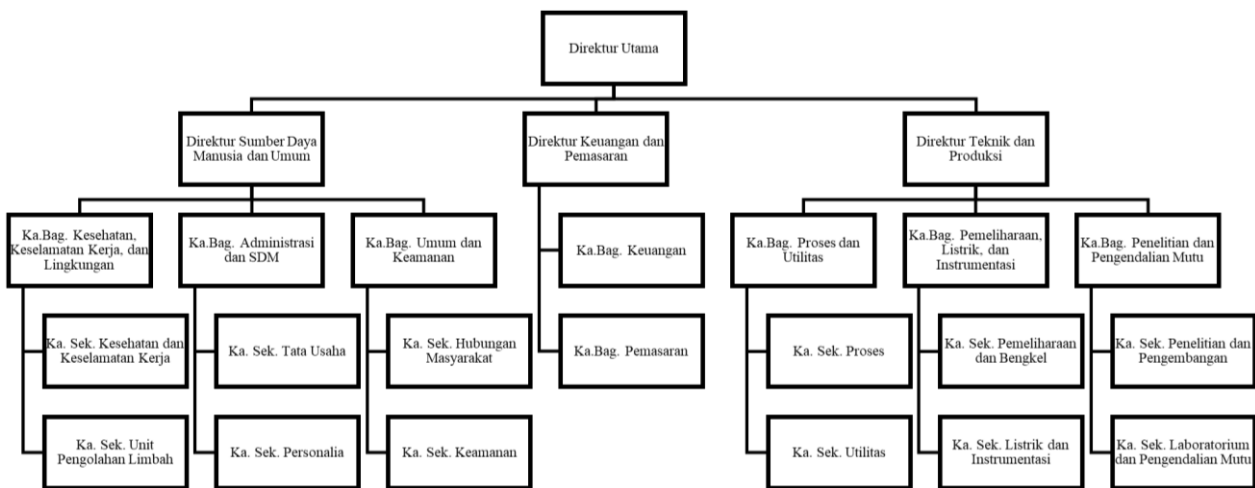 Direktur Utama
Direktur Sumber Daya
Manusia dan Umum
Direktur Keuangan dan
Pemasaran
Direktur Teknik dan
Produksi
Ka.Bag. Kesehatan,
Keselamatan Kerja, dan
Lingkungan
Ka.Bag. Administrasi
dan SDM
Ka.Bag. Umum dan
Keamanan
Ka.Bag. Keuangan
Ka.Bag. Proses dan
Utilitas
Ka.Bag. Pemeliharaan,
Listrik, dan
Instrumentasi
Ka.Bag. Penelitian dan
Pengendalian Mutu
Ka. Sek. Kesehatan dan
Keselamatan Kerja
Ka. Sek. Tata Usaha
Ka. Sek. Hubungan
Masyarakat
Ka.Bag. Pemasaran
Ka. Sek. Proses
Ka. Sek. Pemeliharaan
dan Bengkel
Ka. Sek. Penelitian dan
Pengembangan
Ka. Sek. Unit
Pengolahan Limbah
Ka. Sek. Personalia
Ka. Sek. Keamanan
Ka. Sek. Utilitas
Ka. Sek. Listrik dan
Instrumentasi
Ka. Sek. Laboratorium
dan Pengendalian Mutu